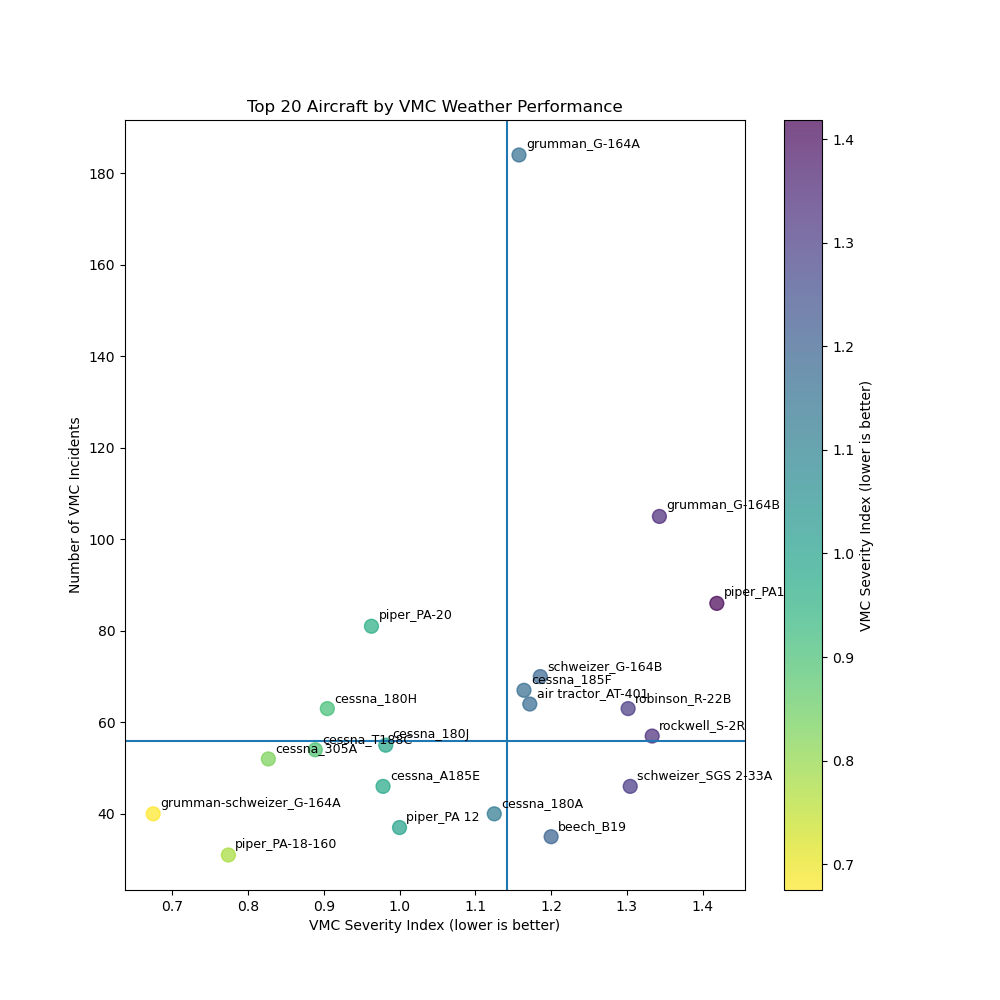 Top 20 Aircraft by VMC Weather Performance
grumman_G-164A
grumman_G-164B
piper_PA1
piper_PA-20
schweizer_G-164B
cessna_185F
air tractor_AT-401
cessna_180H
robinson_R-22B
rockwell_S-2R
cessna_180J
cessna_T188C
cessna_305A
cessna_A185E
schweizer_SGS 2-33A
grumman-schweizer_G-164A
cessna_180A
piper_PA 12
beech_B19
piper_PA-18-160
Number of VMC Incidents
180
160
140
120
100
80
60
40
0.7 0.8 0.9 1.0 1.1 1.2 1.3 1.4
VMC Severity Index (lower is better)
1.4
1.3
1.2
1.1
1.0
0.9
0.8
0.7
VMC Severity Index (lower is better)